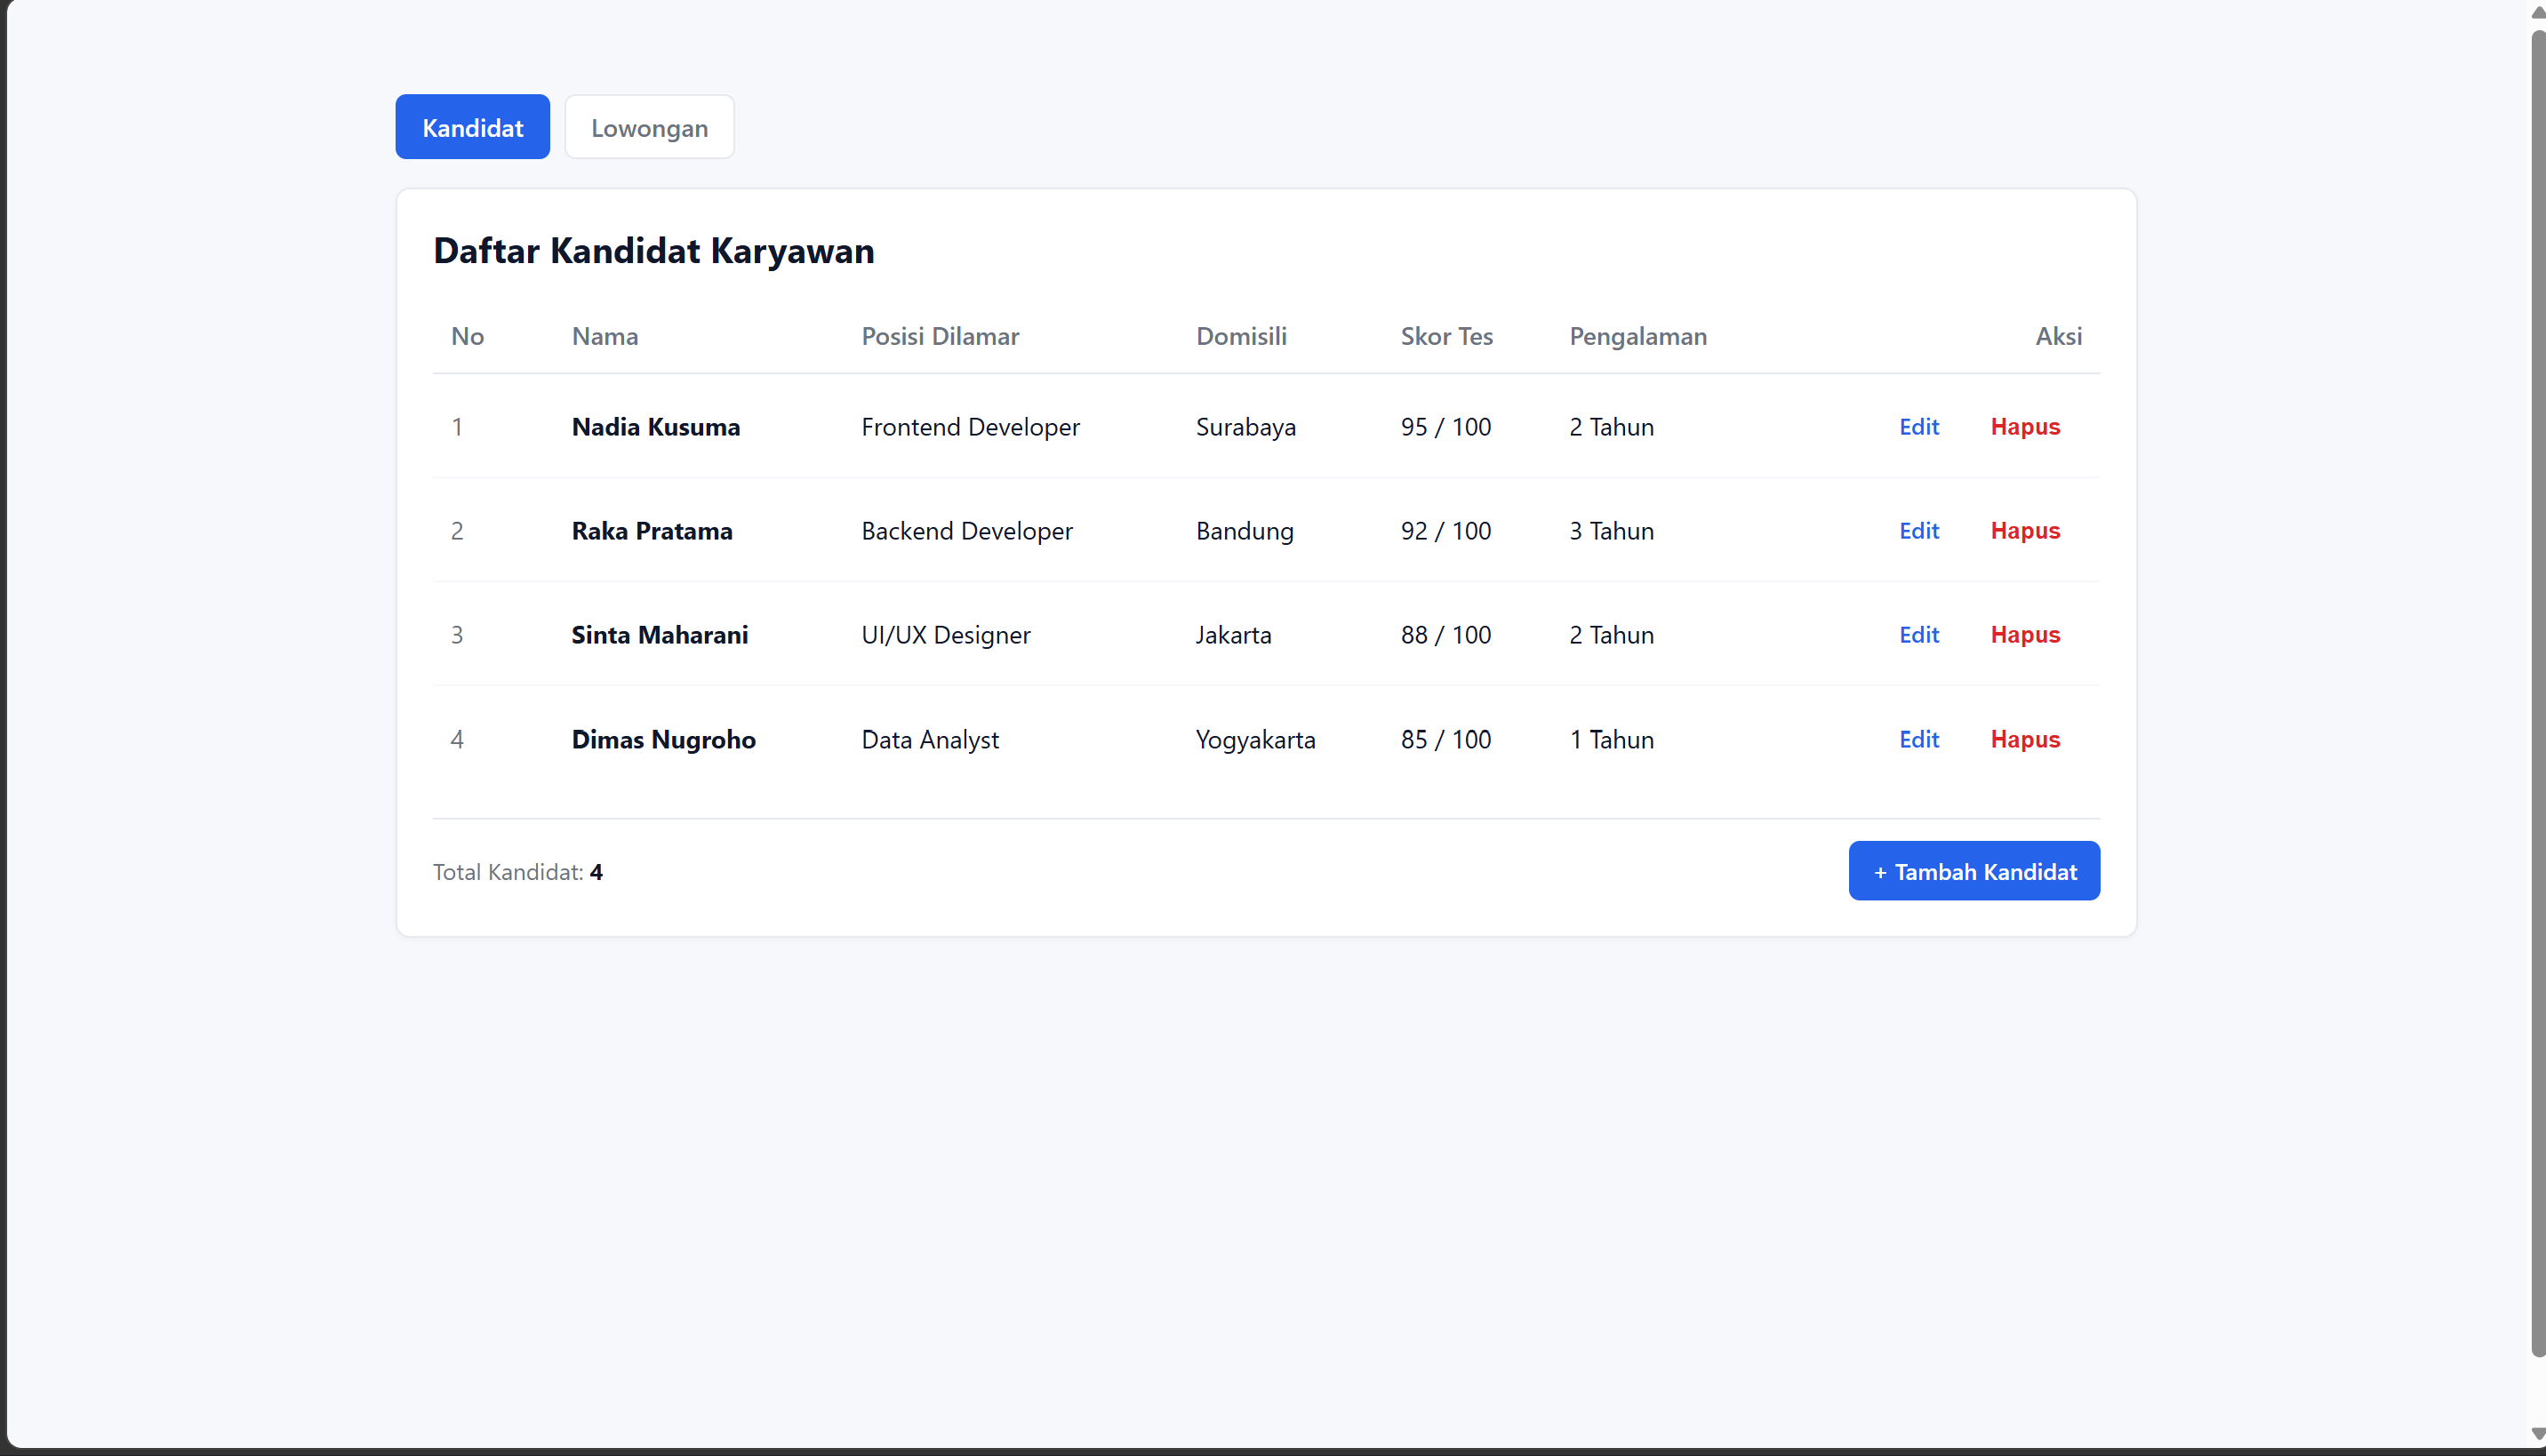 Kandidat Lowongan
Daftar Kandidat Karyawan
No Nama Posisi Dilamar Domisili Skor Tes Pengalaman Aksi
1 Nadia Kusuma Frontend Developer Surabaya 95 / 100 2 Tahun Edit Hapus
2 Raka Pratama Backend Developer Bandung 92 / 100 3 Tahun Edit Hapus
3 Sinta Maharani UI/UX Designer Jakarta 88 / 100 2 Tahun Edit Hapus
4 Dimas Nugroho Data Analyst Yogyakarta 85 / 100 1 Tahun Edit Hapus
Total Kandidat: 4 + Tambah Kandidat